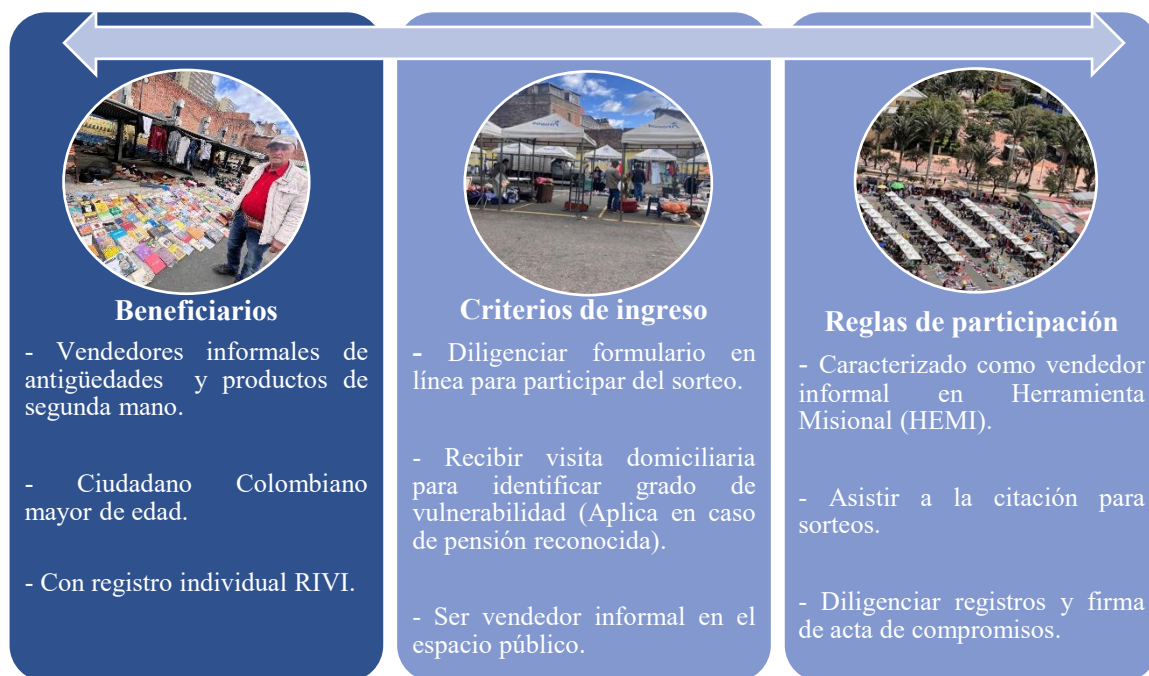 Beneficiarios
- Vendedores informales de
antigüedades y productos de
segunda mano.
- Ciudadano Colombiano
mayor de edad.
- Con registro individual RIVI.
Criterios de ingreso
- Diligenciar formulario en
línea para participar del sorteo.
- Recibir visita domiciliaria
para identificar grado de
vulnerabilidad (Aplica en caso
de pensión reconocida).
- Ser vendedor informal en el
espacio público.
Reglas de participación
- Caracterizado como vendedor
informal en Herramienta
Misional (HEMI).
- Asistir a la citación para
sorteos.
- Diligenciar registros y firma
de acta de compromisos.